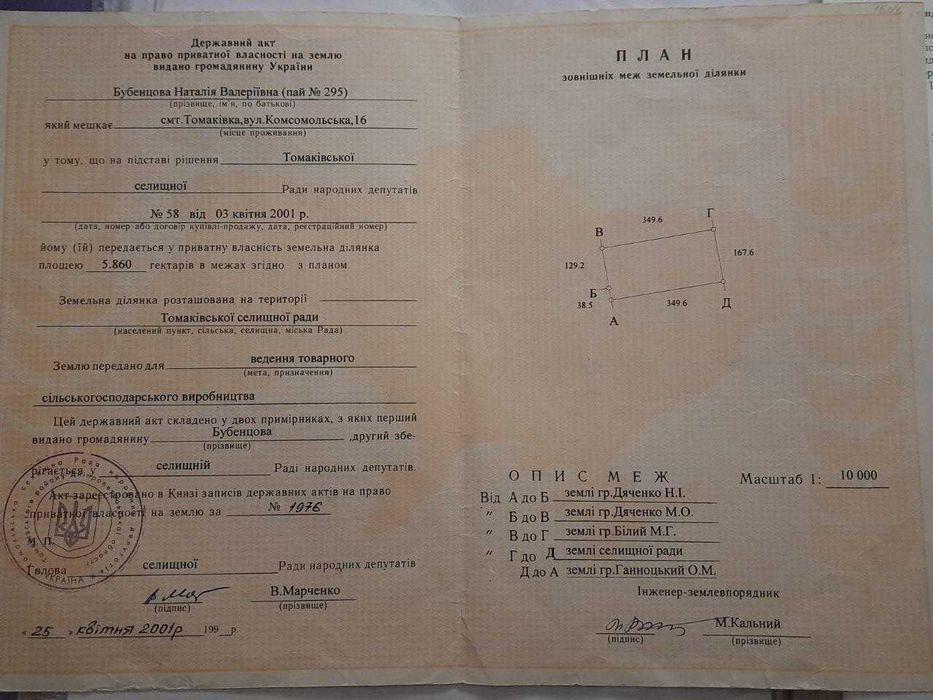 Державний акт
на право приватної власності на землю
видано громадянину України
Бубенцова Наталія Валеріївна (пай № 295)
(прізвище, ім'я, по батькові)
який мешкає смт.Томаківка,вул.Комсомольська,16
(місце проживання)
у тому, що на підставі рішення Томаківської
селищної Ради народних депутатів
№ 58 від 03 квітня 2001 р.
(дата, номер або договір купівлі-продажу, дата, реєстраційний номер)
йому (їй) передається у приватну власність земельна ділянка
площею 5.860 гектарів в межах згідно з планом.
Земельна ділянка розташована на території
Томаківської селищної ради
(населений пункт, сільська, селищна, міська Рада)
Землю передано для ведення товарного
(мета, призначення)
сільськогосподарського виробництва
Цей державний акт складено у двох примірниках, з яких перший
видано громадянину Бубенцова ,другий збе-
(прізвище)
рігається у селищній Раді народних депутатів.
Акт зареєстровано в Книзі записів державних актів на право
приватної власності на землю за № 1976
М. П.
Голова селищної Ради народних депутатів
В.Марченко
(підпис) (прізвище)
« 25 » квітня 2001р 199 р.
УКРАЇНА
ПЛАН
зовнішніх меж земельної ділянки
349.6
Г
В
167.6
129.2
Б
38.5
349.6
Д
А
ОПИС МЕЖ
Масштаб 1: 10 000
Від А до Б землі гр.Дяченко Н.І.
" Б до В землі гр.Дяченко М.О.
" В до Г землі гр.Білий М.Г.
" Г до Д землі селищної ради
Д до А землі гр.Ганноцький О.М.
Інженер-землевпорядник
М.Кальний
(підпис) (прізвище)